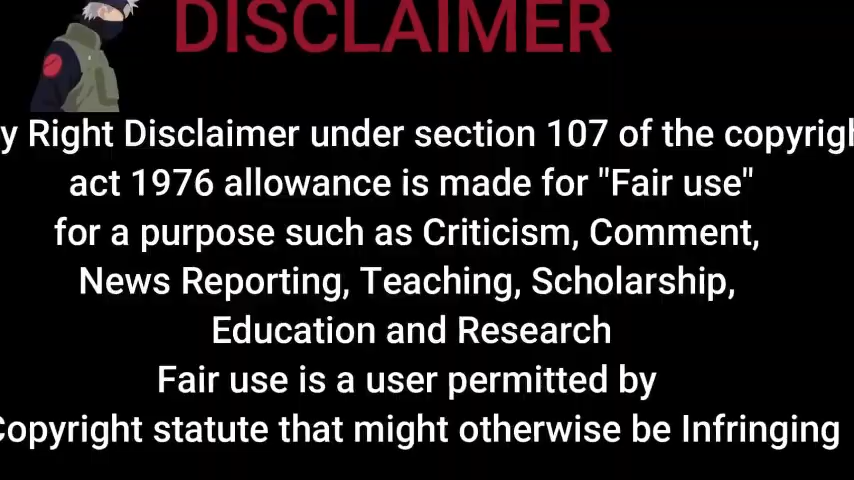 DISCLAIMER
y Right Disclaimer under section 107 of the copyrigh
act 1976 allowance is made for "Fair use"
for a purpose such as Criticism, Comment,
News Reporting, Teaching, Scholarship,
Education and Research
Fair use is a user permitted by
Copyright statute that might otherwise be Infringing